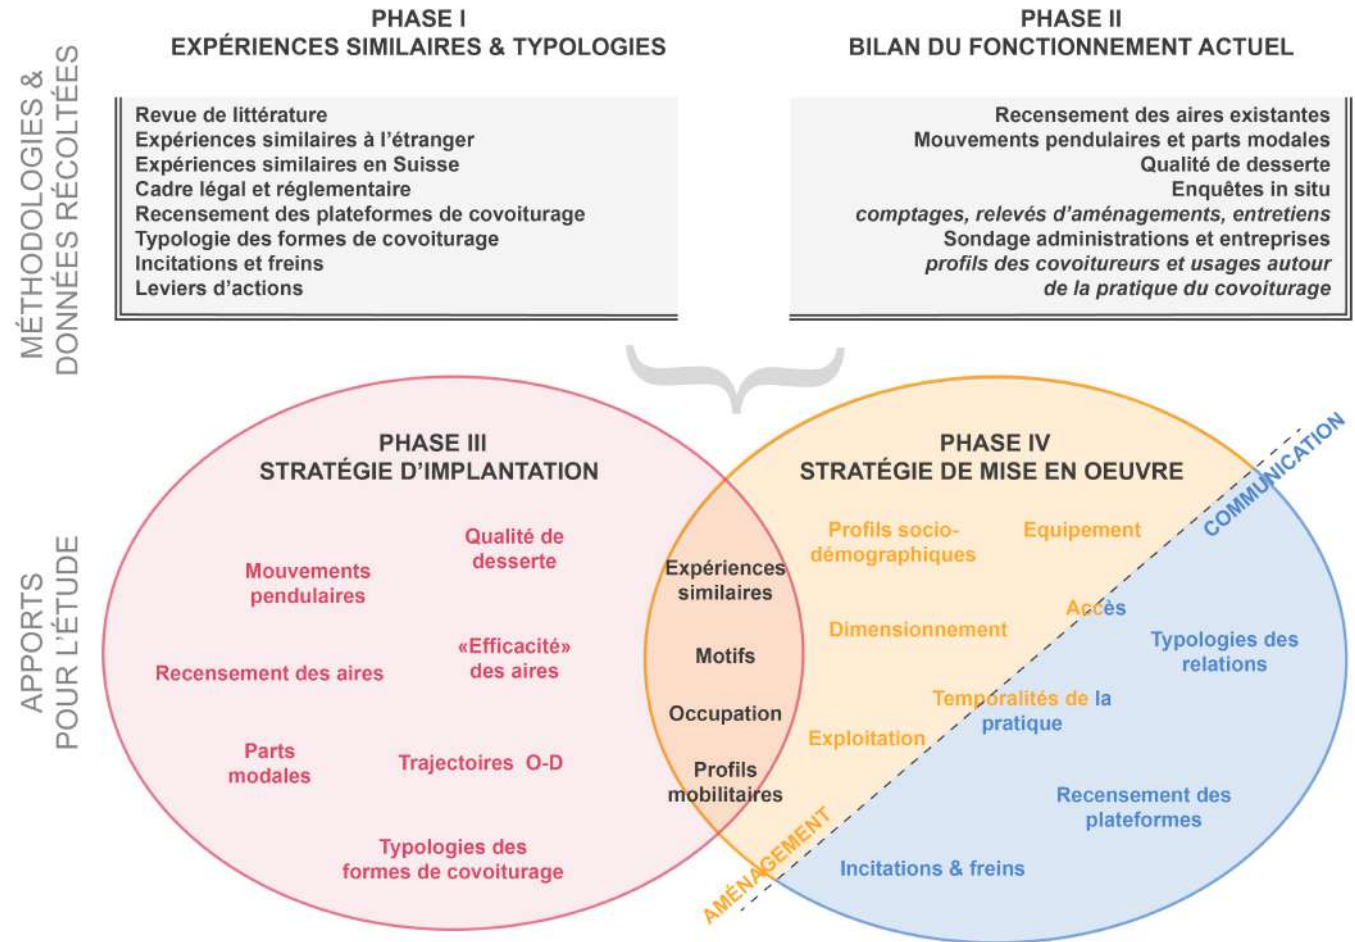 MÉTHODOLOGIES &
DONNÉES RÉCOLTÉES
PHASE I
EXPÉRIENCES SIMILAIRES & TYPOLOGIES
Revue de littérature
Expériences similaires à l'étranger
Expériences similaires en Suisse
Cadre légal et réglementaire
Recensement des plateformes de covoiturage
Typologie des formes de covoiturage
Incitations et freins
Leviers d'actions
PHASE II
BILAN DU FONCTIONNEMENT ACTUEL
Recensement des aires existantes
Mouvements pendulaires et parts modales
Qualité de desserte
Enquêtes in situ
comptages, relevés d'aménagements, entretiens
Sondage administrations et entreprises
profils des covoitureurs et usages autour
de la pratique du covoiturage
APPORTS
POUR L'ÉTUDE
PHASE III
STRATÉGIE D'IMPLANTATION
Qualité de
desserte
Mouvements
pendulaires
«Efficacité»
des aires
Recensement des aires
Parts
modales
Trajectoires O-D
Typologies des
formes de covoiturage
Expériences
similaires
Motifs
Occupation
Profils
mobilitaires
PHASE IV
STRATÉGIE DE MISE EN OEUVRE
Profils socio-
démographiques
Equipement
Accès
Dimensionnement
Temporalités de la
pratique
Exploitation
AMÉNAGEMENT
COMMUNICATION
Typologies des
relations
Recensement des
plateformes
Incitations & freins